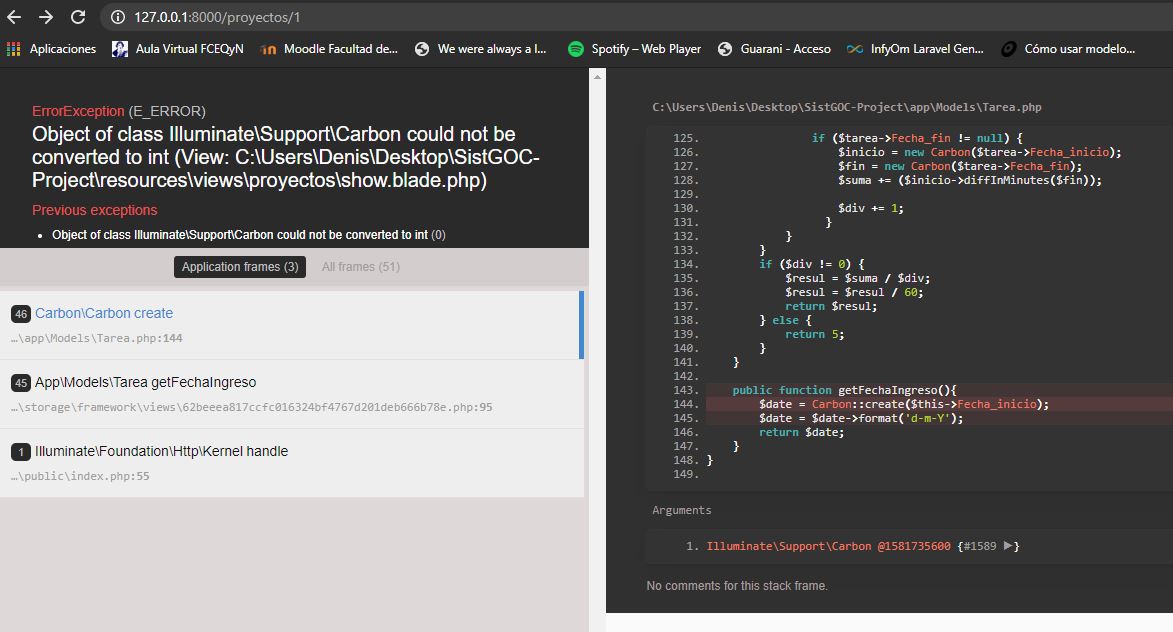 127.0.0.1:8000/proyectos/1
Aplicaciones
Aula Virtual FCEQyN
Moodle Facultad de...
We were always a l...
Spotify – Web Player
Guarani - Acceso
InfyOm Laravel Gen...
Cómo usar modelo...
ErrorException (E_ERROR)
Object of class Illuminate\Support\Carbon could not be
converted to int (View: C:\Users\Denis\Desktop\SistGOC-
Project\resources\views\proyectos\show.blade.php)
Previous exceptions
• Object of class Illuminate\Support\Carbon could not be converted to int (0)
Application frames (3) All frames (51)
46 Carbon\Carbon create
…\app\Models\Tarea.php:144
45 App\Models\Tarea getFechaIngreso
…\storage\framework\views\62beeea817ccfc016324bf4767d201deb666b78e.php:95
1 Illuminate\Foundation\Http\Kernel handle
…\public\index.php:55
C:\Users\Denis\Desktop\SistGOC-Project\app\Models\Tarea.php
125. if ($tarea->Fecha_fin != null) {
126. $inicio = new Carbon($tarea->Fecha_inicio);
127. $fin = new Carbon($tarea->Fecha_fin);
128. $suma += ($inicio->diffInMinutes($fin));
129.
130. $div += 1;
131. }
132. }
133. }
134. if ($div != 0) {
135. $resul = $suma / $div;
136. $resul = $resul / 60;
137. return $resul;
138. } else {
139. return 5;
140. }
141. }
142.
143. public function getFechaIngreso(){
144. $date = Carbon::create($this->Fecha_inicio);
145. $date = $date->format('d-m-Y');
146. return $date;
147. }
148. }
149.
Arguments
1. Illuminate\Support\Carbon @1581735600 {#1589 ▶}
No comments for this stack frame.